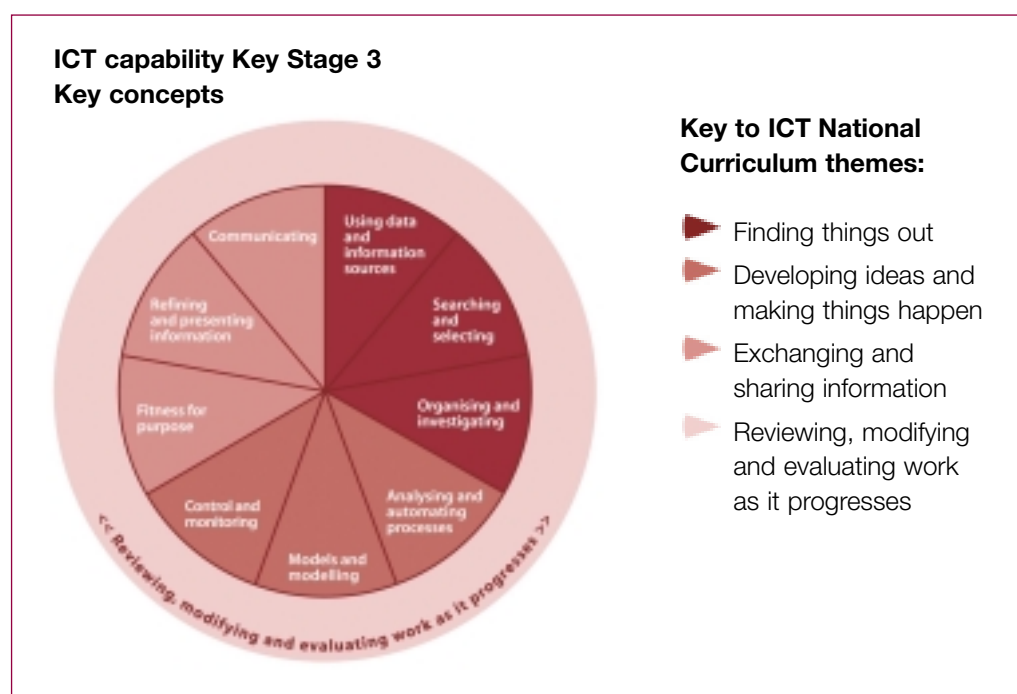 ICT capability Key Stage 3
Key concepts
Communicating
Using data
and
information
sources
Searching
and
selecting
Organising and
investigating
Analysing and
automating
processes
Models and
modelling
Control and
monitoring
Fitness for
purpose
Refining
and presenting
information
<< Reviewing, modifying and evaluating work as it progresses >>
Key to ICT National
Curriculum themes:
Finding things out
Developing ideas and
making things happen
Exchanging and
sharing information
Reviewing, modifying
and evaluating work
as it progresses